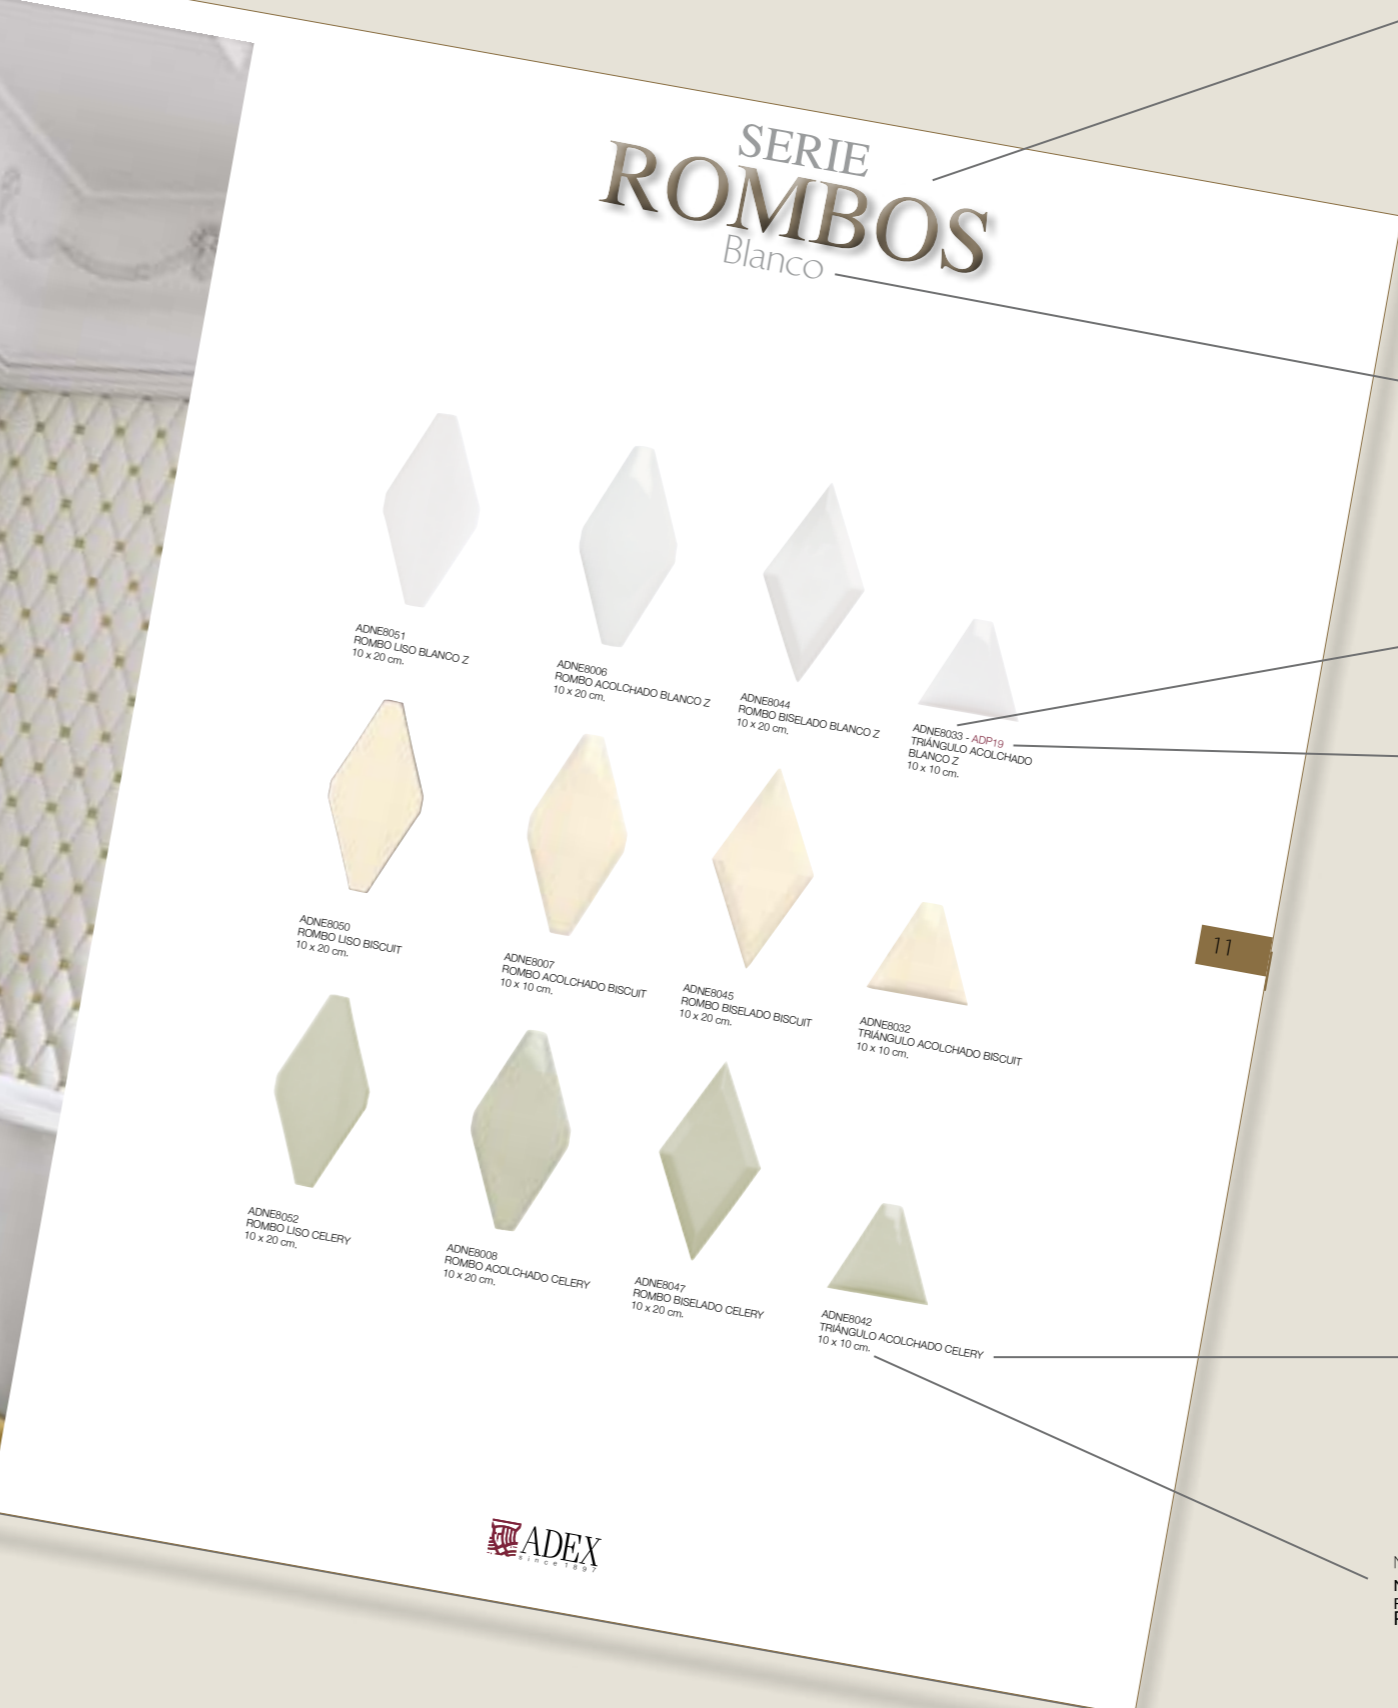 SERIE
ROMBOS
Blanco
ADNE8051
ROMBO LISO BLANCO Z
10 x 20 cm.
ADNE8006
ROMBO ACOLCHADO BLANCO Z
10 x 20 cm.
ADNE8044
ROMBO BISELADO BLANCO Z
10 x 20 cm.
ADNE8033 - ADP19
TRIÁNGULO ACOLCHADO
BLANCO Z
10 x 10 cm.
ADNE8050
ROMBO LISO BISCUIT
10 x 20 cm.
ADNE8007
ROMBO ACOLCHADO BISCUIT
10 x 10 cm.
ADNE8045
ROMBO BISELADO BISCUIT
10 x 20 cm.
ADNE8032
TRIÁNGULO ACOLCHADO BISCUIT
10 x 10 cm.
11
ADNE8052
ROMBO LISO CELERY
10 x 20 cm.
ADNE8008
ROMBO ACOLCHADO CELERY
10 x 20 cm.
ADNE8047
ROMBO BISELADO CELERY
10 x 20 cm.
ADNE8042
TRIÁNGULO ACOLCHADO CELERY
10 x 10 cm.
ADEX
since 1897